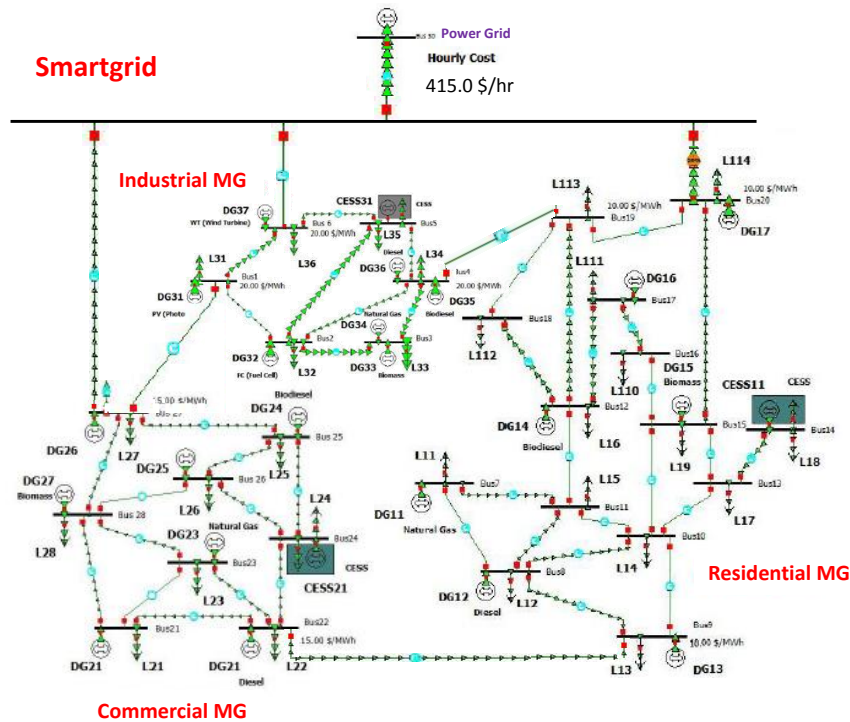 Bus 30
Power Grid
Hourly Cost
Smartgrid
415.0 $/hr
Industrial MG
L114
L113
CESS31
CESS
DG37
10.00 $/MWh
10.00 $/MWh
WT (Wind Turbine)
Bus 6
Bus5
Bus19
Bus20
20.00 $/MWh
L35
DG17
L31
L36
Diesel
L34
L111
DG36
Bus1
20.00 $/MWh
20.00 $/MWh
DG16
DG31
Biodiesel
DG35
Bus17
PV (Photo
Natural Gas
DG34
Bus18
Bus2
Bus3
L112
Bus16
DG32
DG33
L33
L110
DG15
FC (Fuel Cell)
L32
Biomass
Biomass
CESS11
CESS
Biodiesel
15.00 $/MWh
DG24
Bus12
DG26
L27
Bus 25
DG14
L16
Bus15
Bus14
Biodiesel
L19
L18
DG27
DG25
L25
L11
Biomass
Bus 26
L24
Bus7
L15
Bus13
L26
DG11
L17
Bus 28
Natural Gas
Natural Gas
Bus11
L28
DG23
Bus24
Bus10
CESS
L14
Bus23
CESS21
Bus8
L23
DG12
L12
Residential MG
Diesel
Bus21
Bus22
Bus9
15.00 $/MWh
10.00 $/MWh
DG21
L21
DG21
L22
L13
DG13
Diesel
Commercial MG